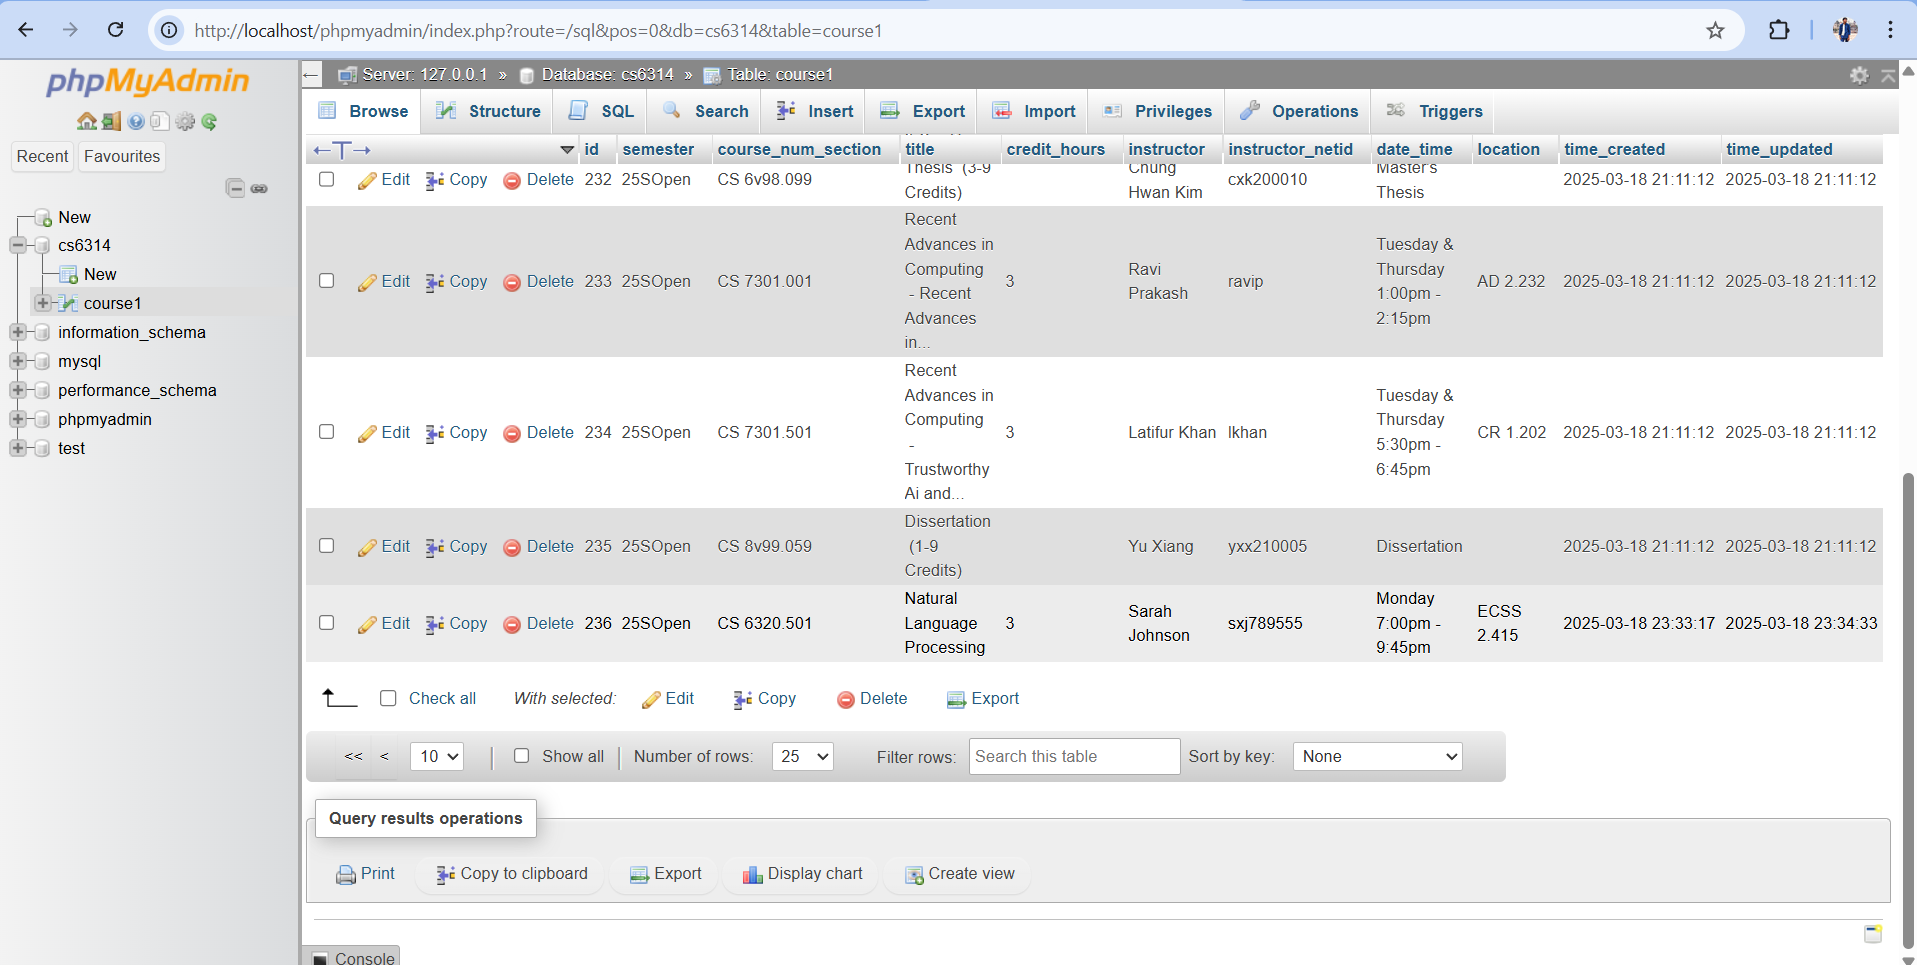 http://localhost/phpmyadmin/index.php?route=/sql&pos=0&db=cs6314&table=course1
phpMyAdmin
Recent Favourites
New
cs6314
New
course1
information_schema
mysql
performance_schema
phpmyadmin
test
Server: 127.0.0.1 » Database: cs6314 » Table: course1
Browse Structure SQL Search Insert Export Import Privileges Operations Triggers
id semester course_num_section title credit_hours instructor instructor_netid date_time location time_created time_updated
Edit Copy Delete 232 25SOpen CS 6v98.099 Thesis (3-9 Chung cxk200010 Master's 2025-03-18 21:11:12 2025-03-18 21:11:12
Credits) Hwan Kim Thesis
Recent
Advances in Tuesday &
Computing Ravi Thursday
Edit Copy Delete 233 25SOpen CS 7301.001 3 ravip AD 2.232 2025-03-18 21:11:12 2025-03-18 21:11:12
- Recent Prakash 1:00pm -
Advances 2:15pm
in...
Recent
Advances in Tuesday &
Computing Thursday
Edit Copy Delete 234 25SOpen CS 7301.501 - 3 Latifur Khan lkhan 5:30pm - CR 1.202 2025-03-18 21:11:12 2025-03-18 21:11:12
Trustworthy 6:45pm
Ai and...
Dissertation
Edit Copy Delete 235 25SOpen CS 8v99.059 (1-9 Yu Xiang yxx210005 Dissertation 2025-03-18 21:11:12 2025-03-18 21:11:12
Credits)
Natural Sarah Monday ECSS
Edit Copy Delete 236 25SOpen CS 6320.501 Language 3 sxj789555 7:00pm - 2025-03-18 23:33:17 2025-03-18 23:34:33
Processing Johnson 9:45pm 2.415
Check all With selected: Edit Copy Delete Export
<< < 10 Show all Number of rows: 25 Filter rows: Search this table Sort by key: None
Query results operations
Print Copy to clipboard Export Display chart Create view
Console